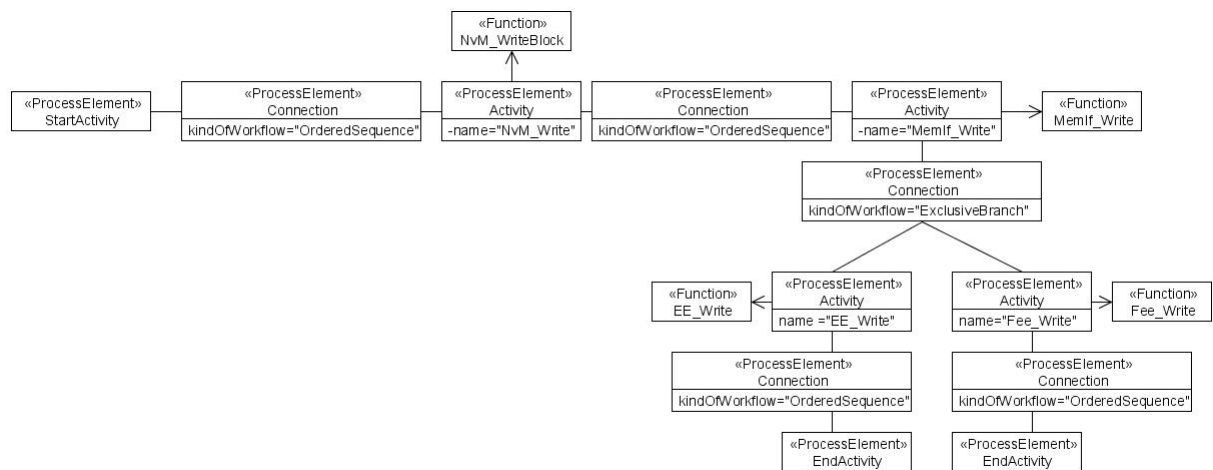 «Function»
NvM_WriteBlock
«ProcessElement»
StartActivity
«ProcessElement»
Connection
kindOfWorkflow="OrderedSequence"
«ProcessElement»
Activity
-name="NvM_Write"
«ProcessElement»
Connection
kindOfWorkflow="OrderedSequence"
«ProcessElement»
Activity
-name="MemIf_Write"
«Function»
MemIf_Write
«ProcessElement»
Connection
kindOfWorkflow="ExclusiveBranch"
«Function»
EE_Write
«ProcessElement»
Activity
name ="EE_Write"
«ProcessElement»
Activity
name="Fee_Write"
«Function»
Fee_Write
«ProcessElement»
Connection
kindOfWorkflow="OrderedSequence"
«ProcessElement»
Connection
kindOfWorkflow="OrderedSequence"
«ProcessElement»
EndActivity
«ProcessElement»
EndActivity